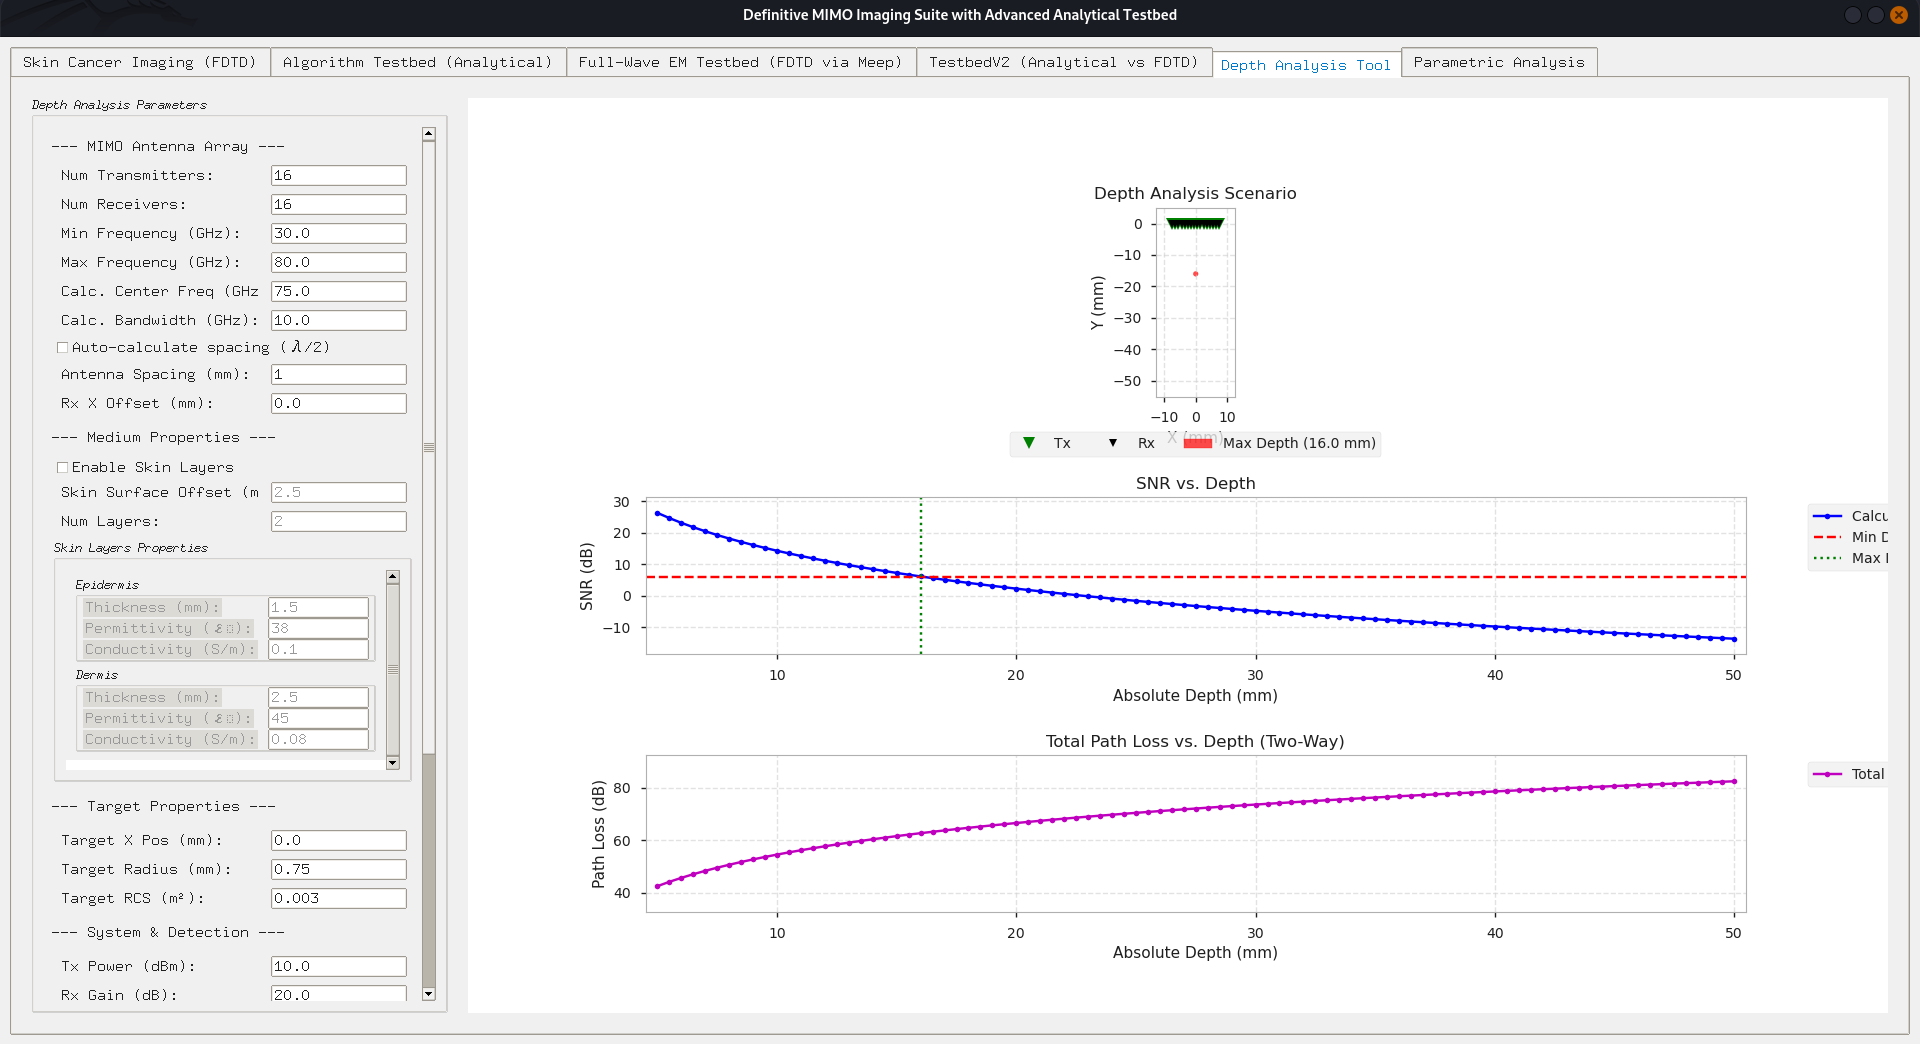 Definitive MIMO Imaging Suite with Advanced Analytical Testbed
Skin Cancer Imaging (FDTD)
Algorithm Testbed (Analytical)
Full-Wave EM Testbed (FDTD via Meep)
TestbedV2 (Analytical vs FDTD)
Depth Analysis Tool
Parametric Analysis
Depth Analysis Parameters
--- MIMO Antenna Array ---
Num Transmitters: 16
Num Receivers: 16
Min Frequency (GHz): 30.0
Max Frequency (GHz): 80.0
Calc. Center Freq (GHz 75.0
Calc. Bandwidth (GHz): 10.0
Auto-calculate spacing (λ/2)
Antenna Spacing (mm): 1
Rx X Offset (mm): 0.0
--- Medium Properties ---
Enable Skin Layers
Skin Surface Offset (m 2.5
Num Layers: 2
Skin Layers Properties
Epidermis
Thickness (mm): 1.5
Permittivity (ε□): 38
Conductivity (S/m): 0.1
Dermis
Thickness (mm): 2.5
Permittivity (ε□): 45
Conductivity (S/m): 0.08
--- Target Properties ---
Target X Pos (mm): 0.0
Target Radius (mm): 0.75
Target RCS (m²): 0.003
--- System & Detection ---
Tx Power (dBm): 10.0
Rx Gain (dB): 20.0
Depth Analysis Scenario
Y (mm)
0
−10
−20
−30
−40
−50
−10 0 10
X (mm)
Tx Rx Max Depth (16.0 mm)
SNR vs. Depth
SNR (dB)
30
20
10
0
−10
10 20 30 40 50
Absolute Depth (mm)
Calcu
Min D
Max I
Total Path Loss vs. Depth (Two-Way)
Path Loss (dB)
80
60
40
10 20 30 40 50
Absolute Depth (mm)
Total